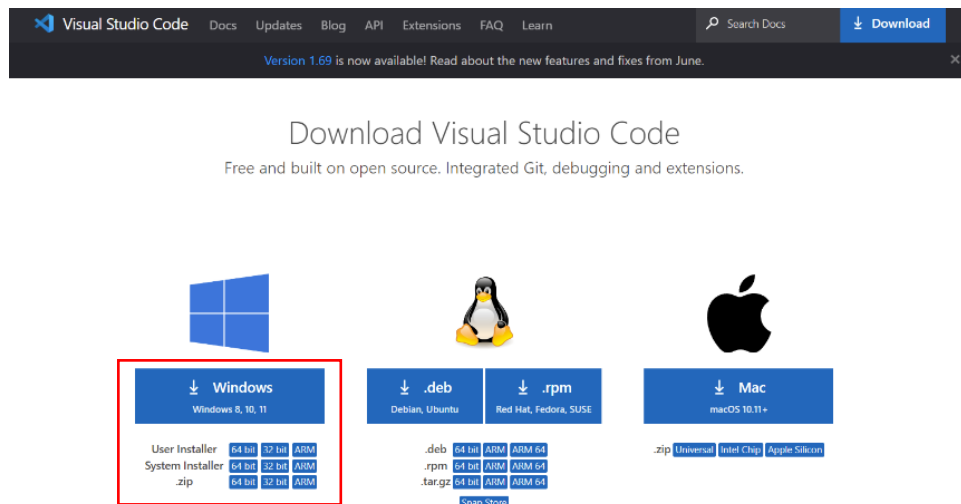 Visual Studio Code Docs Updates Blog API Extensions FAQ Learn Search Docs Download
Version 1.69 is now available! Read about the new features and fixes from June.
Download Visual Studio Code
Free and built on open source. Integrated Git, debugging and extensions.
Windows
Windows 8, 10, 11
User Installer 64 bit 32 bit ARM
System Installer 64 bit 32 bit ARM
.zip 64 bit 32 bit ARM
.deb
Debian, Ubuntu
.rpm
Red Hat, Fedora, SUSE
.deb 64 bit ARM ARM 64
.rpm 64 bit ARM ARM 64
.tar.gz 64 bit ARM ARM 64
Snap Store
Mac
macOS 10.11+
.zip Universal Intel Chip Apple Silicon